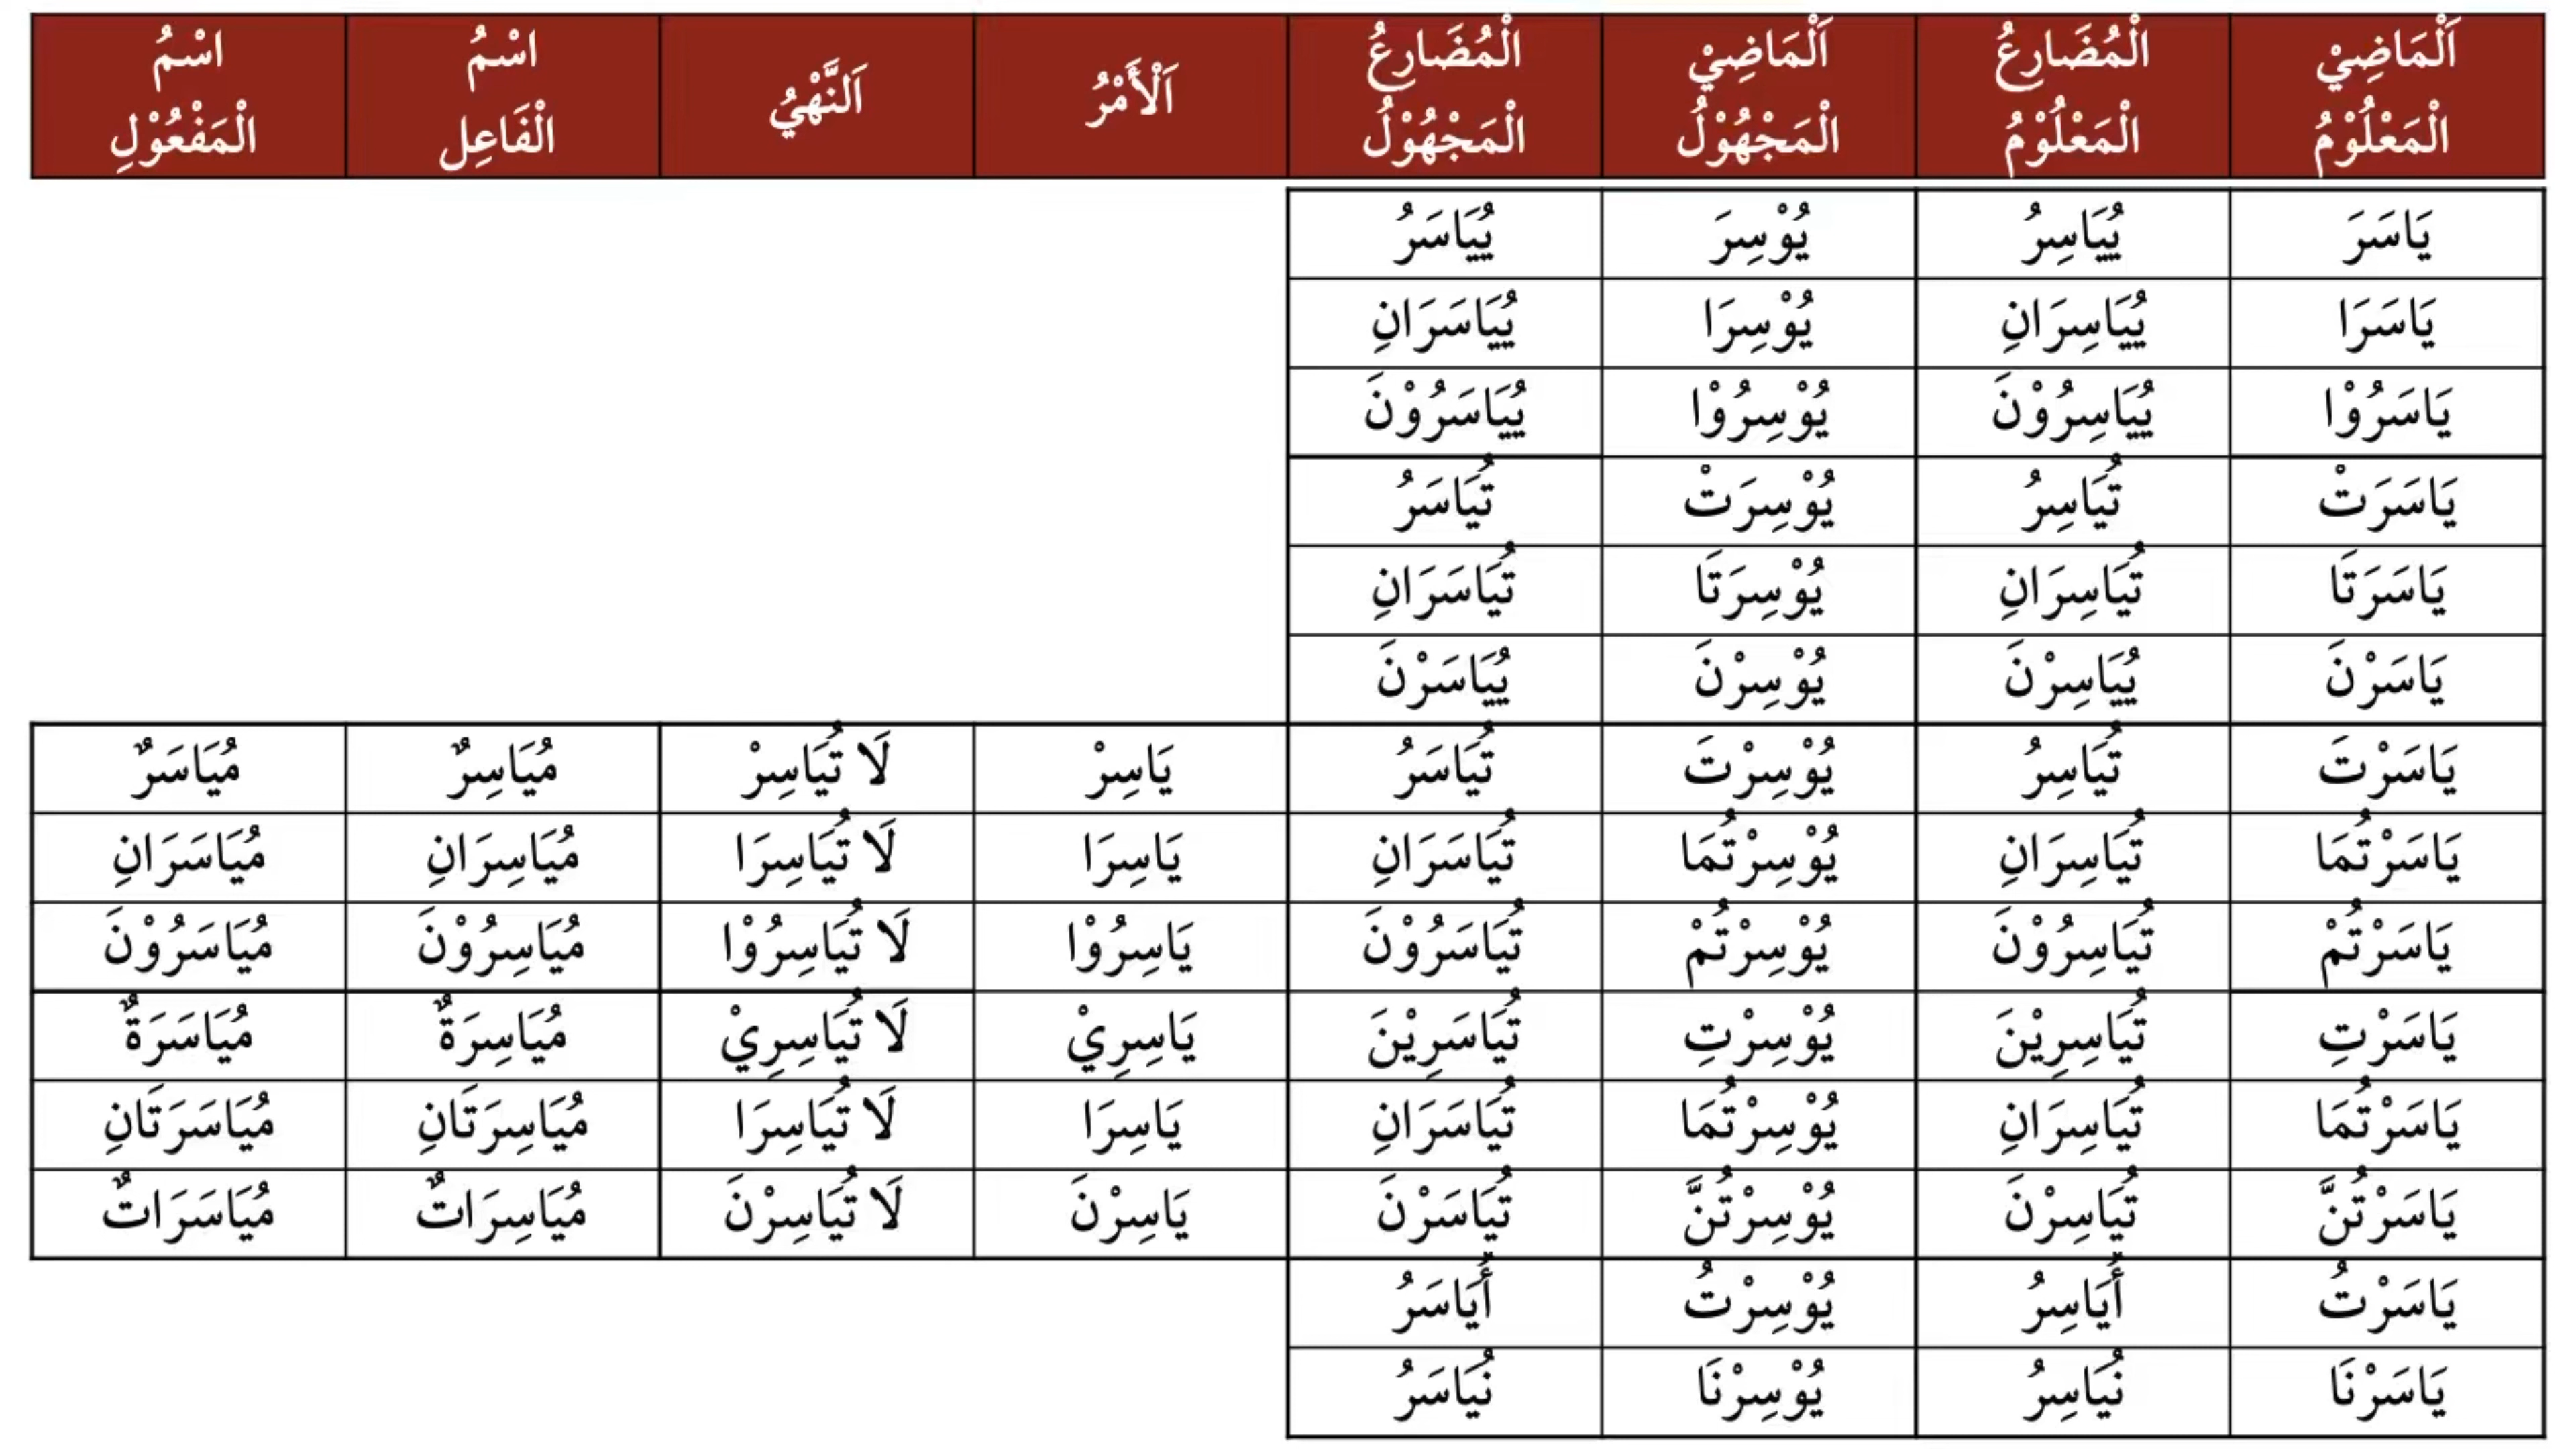 اَلْمَاضِيْ الْمُضَارِعُ اَلْمَاضِيْ الْمُضَارِعُ اَلْأَمْرُ اَلنَّهْيُ اسْمُ اسْمُ
الْمَعْلُوْمُ الْمَعْلُوْمُ الْمَجْهُوْلُ الْمَجْهُوْلُ الْفَاعِل الْمَفْعُوْلِ
يَاسَرَ يُيَاسِرُ يُوْسِرَ يُيَاسَرُ
يَاسَرَا يُيَاسِرَانِ يُوْسِرَا يُيَاسَرَانِ
يَاسَرُوْا يُيَاسِرُوْنَ يُوْسِرُوْا يُيَاسَرُوْنَ
يَاسَرَتْ تُيَاسِرُ يُوْسِرَتْ تُيَاسَرُ
يَاسَرَتَا تُيَاسِرَانِ يُوْسِرَتَا تُيَاسَرَانِ
يَاسَرْنَ يُيَاسِرْنَ يُوْسِرْنَ يُيَاسَرْنَ
يَاسَرْتَ تُيَاسِرُ يُوْسِرْتَ تُيَاسَرُ يَاسِرْ لَا تُيَاسِرْ مُيَاسِرٌ مُيَاسَرٌ
يَاسَرْتُمَا تُيَاسِرَانِ يُوْسِرْتُمَا تُيَاسَرَانِ يَاسِرَا لَا تُيَاسِرَا مُيَاسِرَانِ مُيَاسَرَانِ
يَاسَرْتُمْ تُيَاسِرُوْنَ يُوْسِرْتُمْ تُيَاسَرُوْنَ يَاسِرُوْا لَا تُيَاسِرُوْا مُيَاسِرُوْنَ مُيَاسَرُوْنَ
يَاسَرْتِ تُيَاسِرِيْنَ يُوْسِرْتِ تُيَاسَرِيْنَ يَاسِرِيْ لَا تُيَاسِرِيْ مُيَاسِرَةٌ مُيَاسَرَةٌ
يَاسَرْتُمَا تُيَاسِرَانِ يُوْسِرْتُمَا تُيَاسَرَانِ يَاسِرَا لَا تُيَاسِرَا مُيَاسِرَتَانِ مُيَاسَرَتَانِ
يَاسَرْتُنَّ تُيَاسِرْنَ يُوْسِرْتُنَّ تُيَاسَرْنَ يَاسِرْنَ لَا تُيَاسِرْنَ مُيَاسِرَاتٌ مُيَاسَرَاتٌ
يَاسَرْتُ أُيَاسِرُ يُوْسِرْتُ أُيَاسَرُ
يَاسَرْنَا نُيَاسِرُ يُوْسِرْنَا نُيَاسَرُ